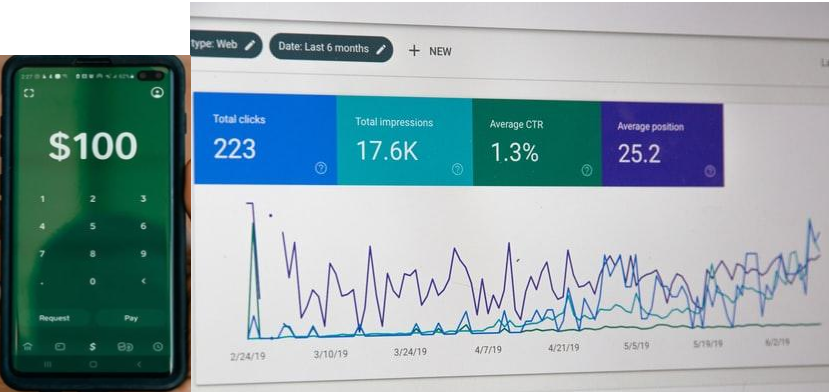 $100
1 2 3
4 5 6
7 8 9
. 0 <
Request Pay
$
type: Web
Date: Last 6 months
+ NEW
Total clicks
223
Total impressions
17.6K
Average CTR
1.3%
Average position
25.2
2/24/19 3/10/19 3/24/19 4/7/19 4/21/19 5/5/19 5/19/19 6/2/19